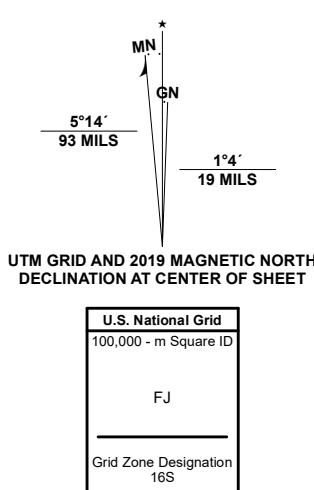 ★
MN
GN
5°14´
93 MILS
1°4´
19 MILS
UTM GRID AND 2019 MAGNETIC NORTH
DECLINATION AT CENTER OF SHEET
U.S. National Grid
100,000 - m Square ID
FJ
Grid Zone Designation
16S